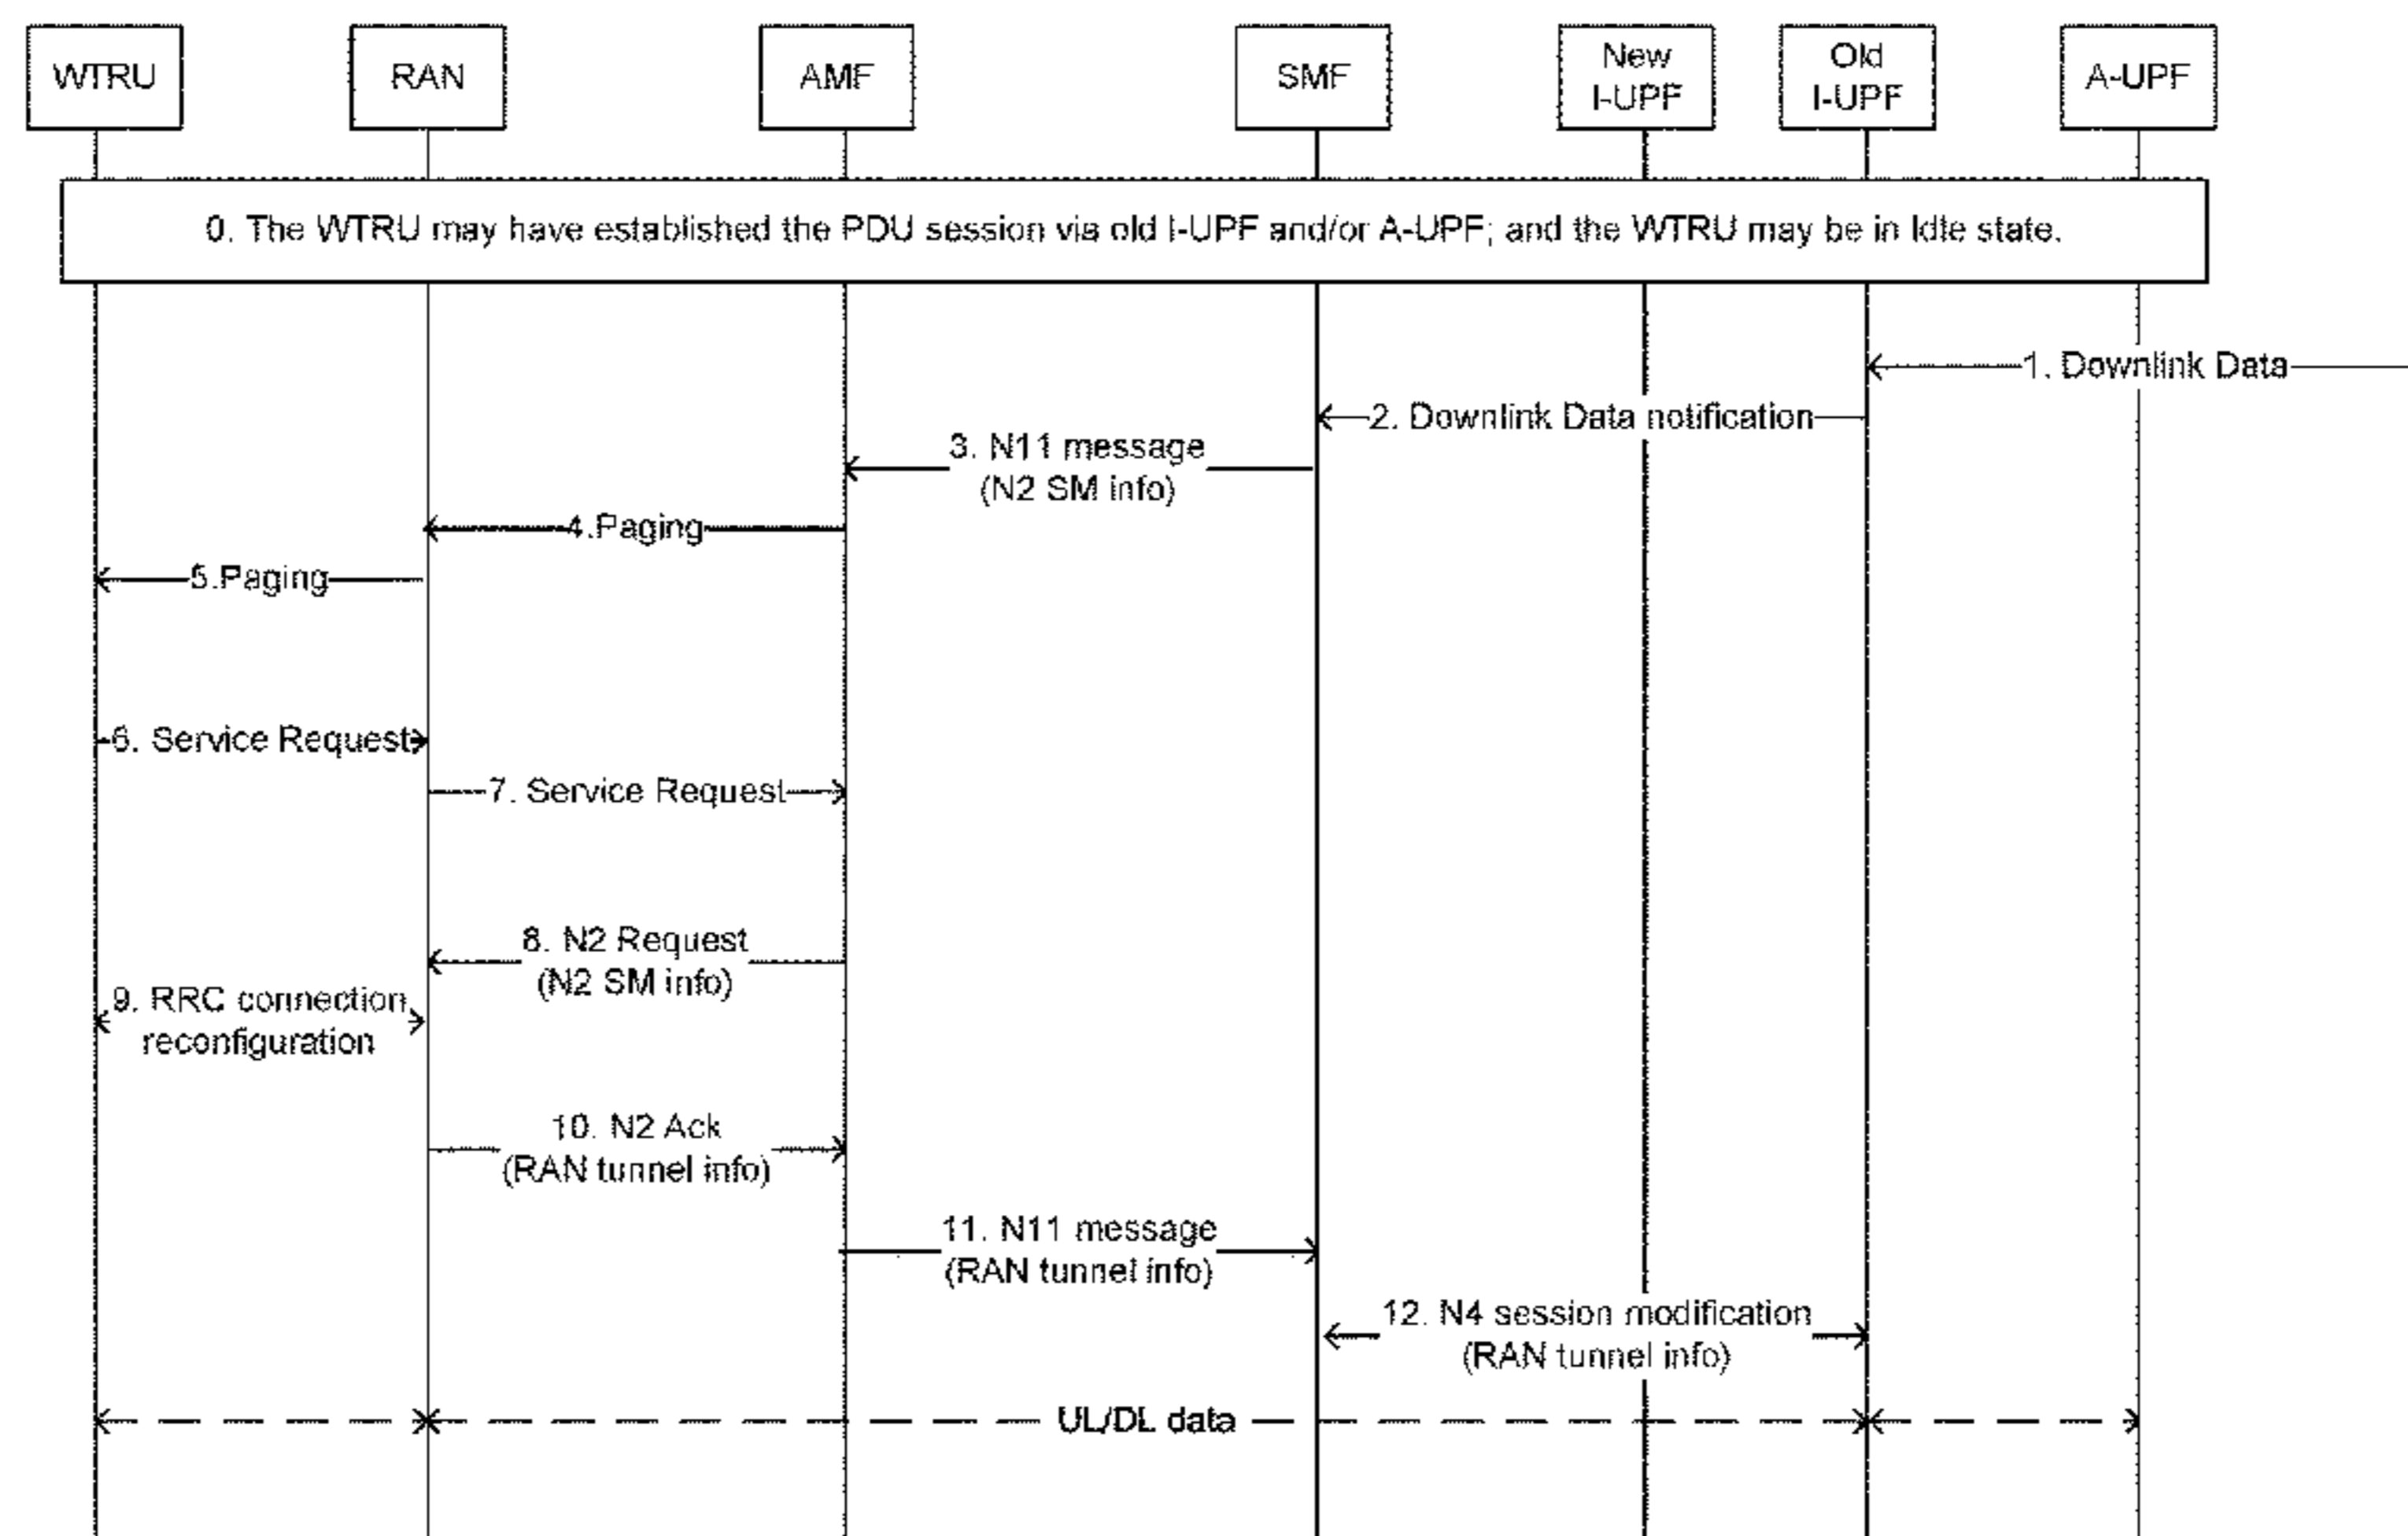 WTRU
RAN
AMF
SMF
New
I-UPF
Old
I-UPF
A-UPF
0. The WTRU may have established the PDU session via old I-UPF and/or A-UPF; and the WTRU may be in Idle state.
1. Downlink Data
2. Downlink Data notification
3. N11 message
(N2 SM info)
4.Paging
5.Paging
6. Service Request
7. Service Request
8. N2 Request
(N2 SM info)
9. RRC connection
reconfiguration
10. N2 Ack
(RAN tunnel info)
11. N11 message
(RAN tunnel info)
12. N4 session modification
(RAN tunnel info)
UL/DL data